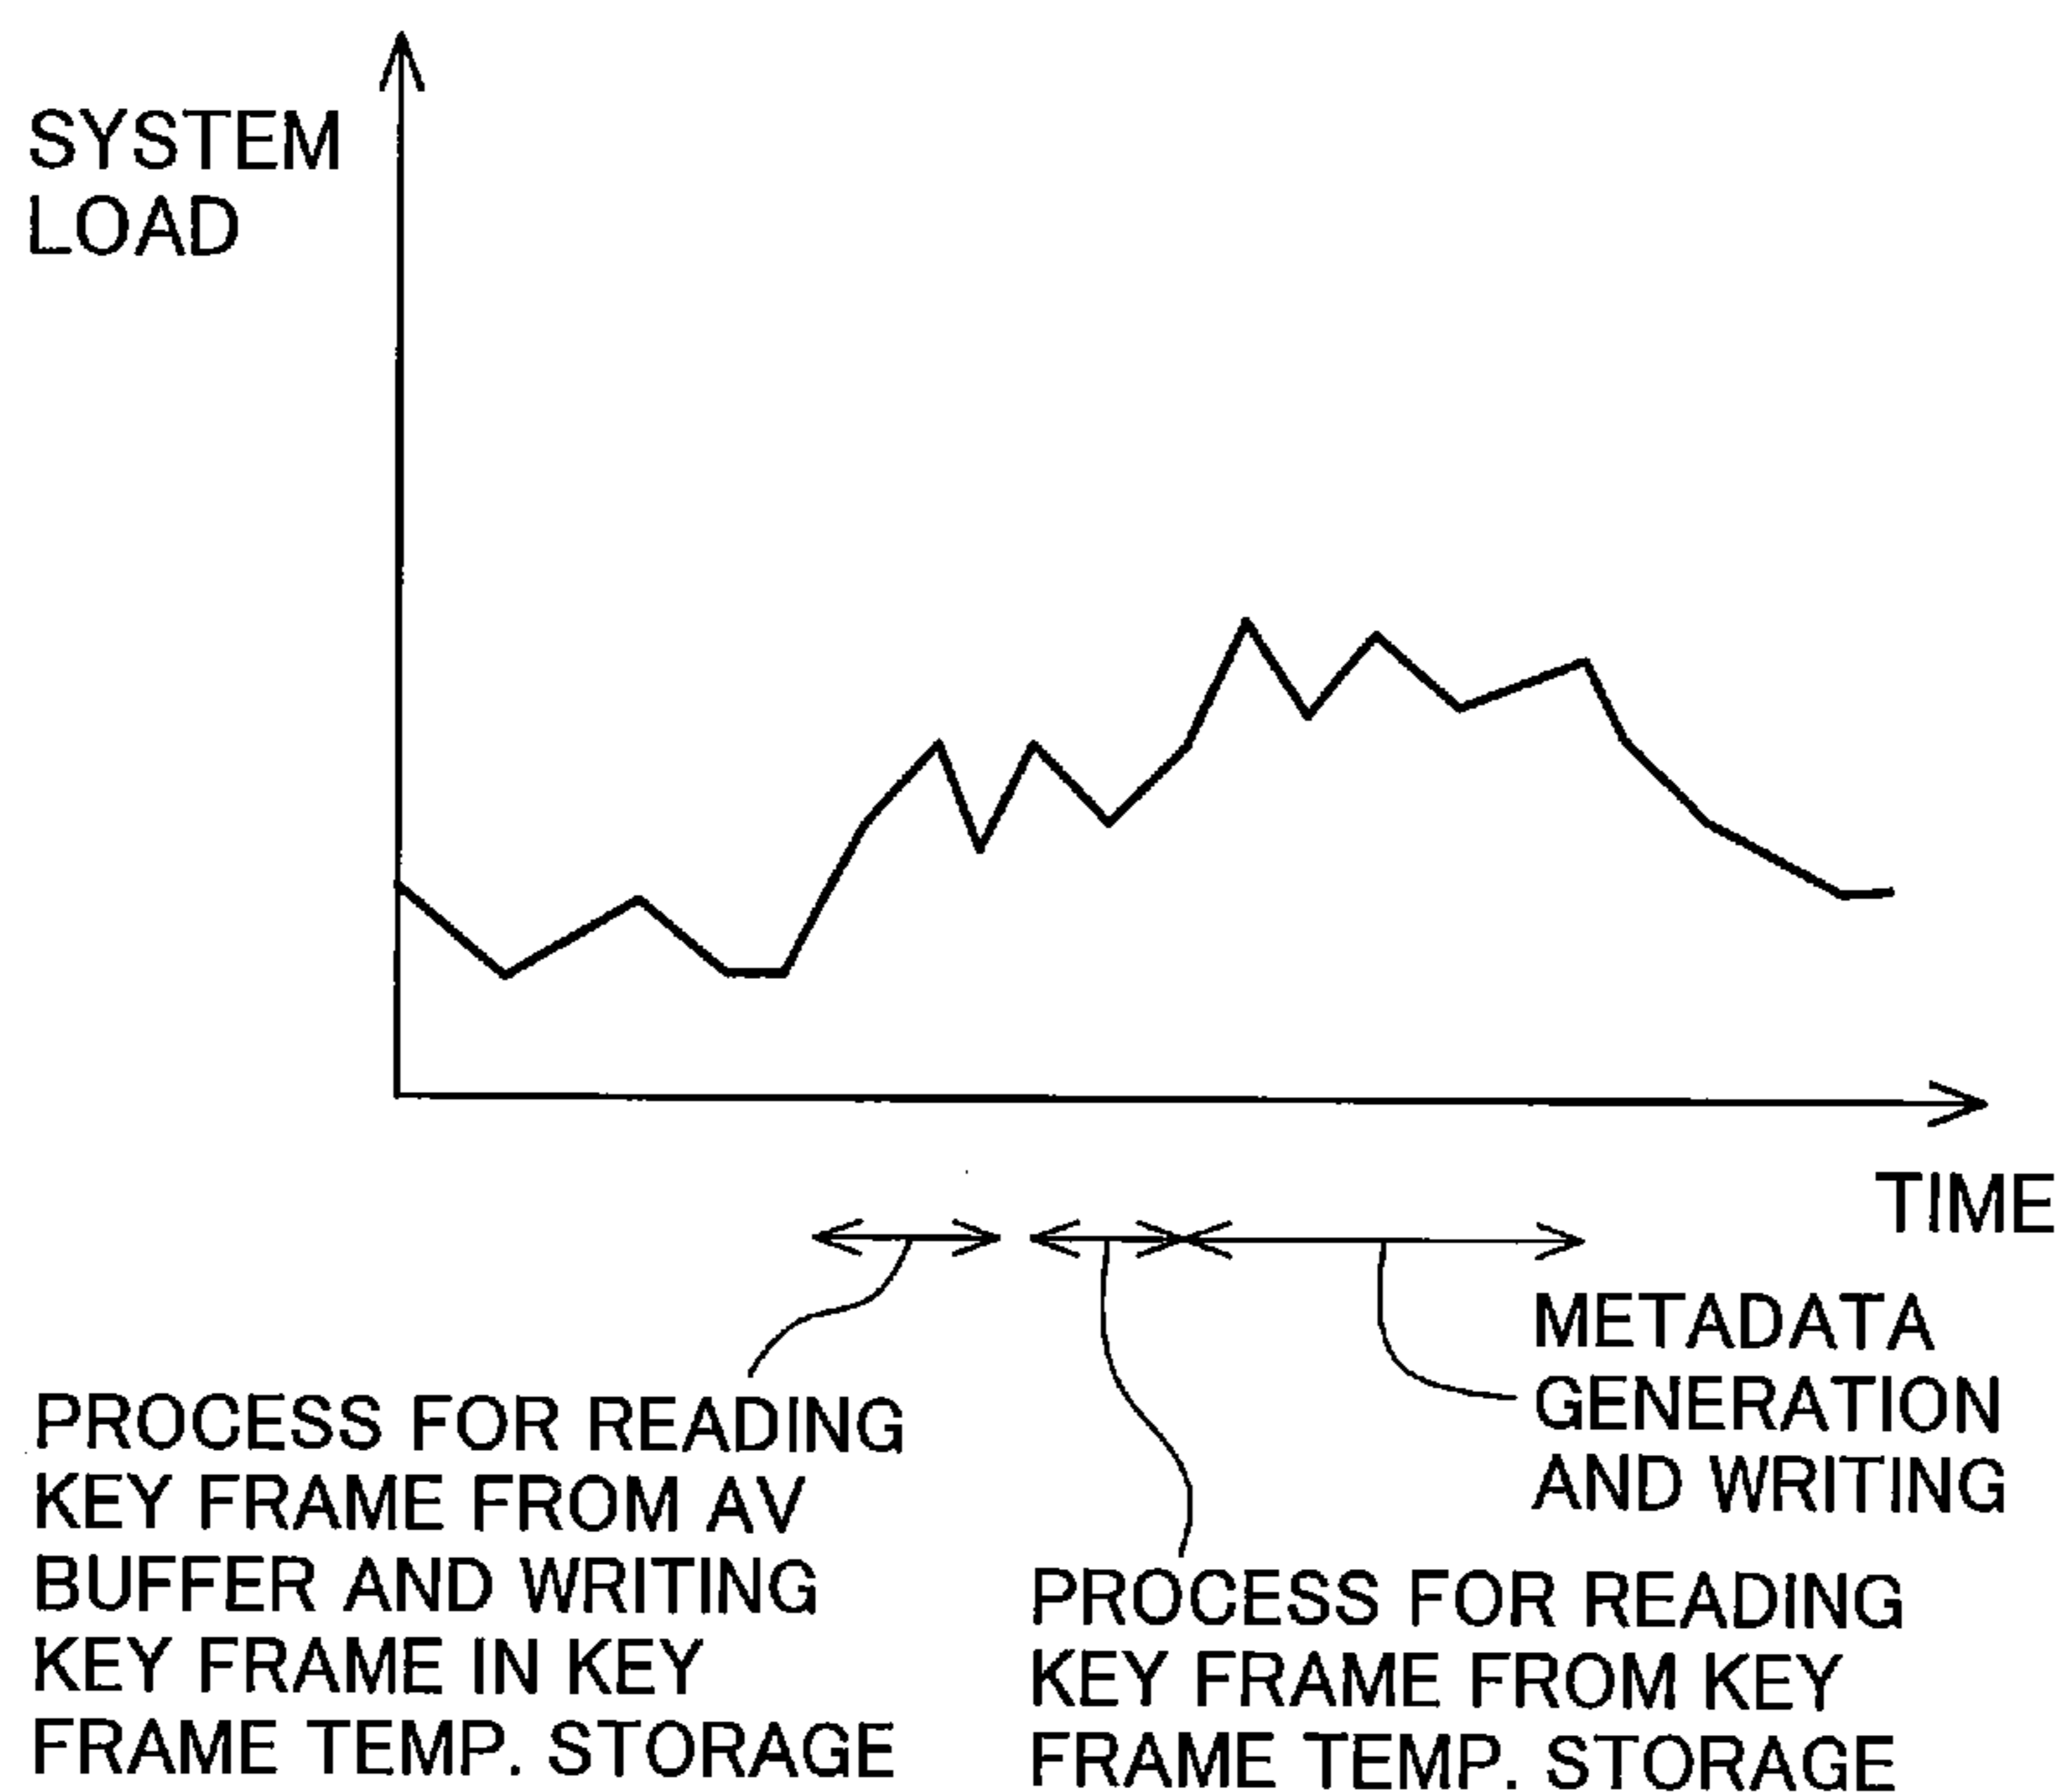 SYSTEM
LOAD
TIME
METADATA
GENERATION
AND WRITING
PROCESS FOR READING
KEY FRAME FROM AV
BUFFER AND WRITING
KEY FRAME IN KEY
FRAME TEMP. STORAGE
PROCESS FOR READING
KEY FRAME FROM KEY
FRAME TEMP. STORAGE